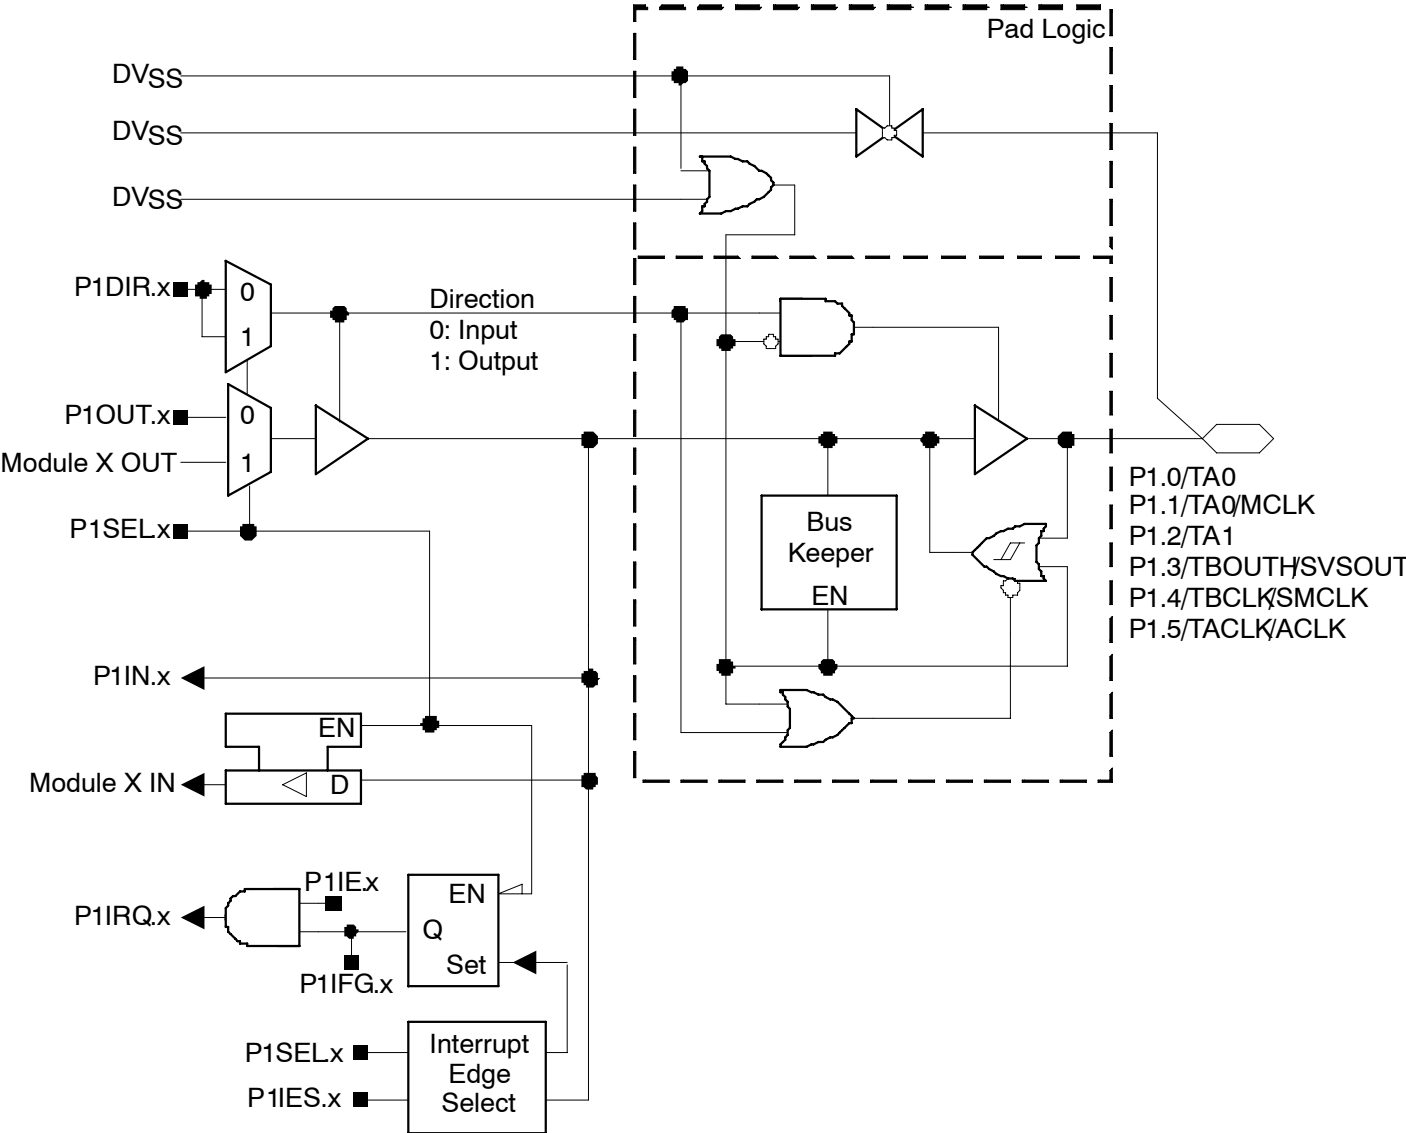 Pad Logic
DVSS
DVSS
DVSS
P1DIR.x
0
1
Direction
0: Input
1: Output
P1OUT.x
0
Module X OUT
1
P1SEL.x
Bus
Keeper
EN
P1.0/TA0
P1.1/TA0/MCLK
P1.2/TA1
P1.3/TBOUTH/SVSOUT
P1.4/TBCLK/SMCLK
P1.5/TACLK/ACLK
P1IN.x
EN
Module X IN
D
P1IE.x
P1IRQ.x
P1IFG.x
EN
Q
Set
P1SEL.x
P1IES.x
Interrupt
Edge
Select